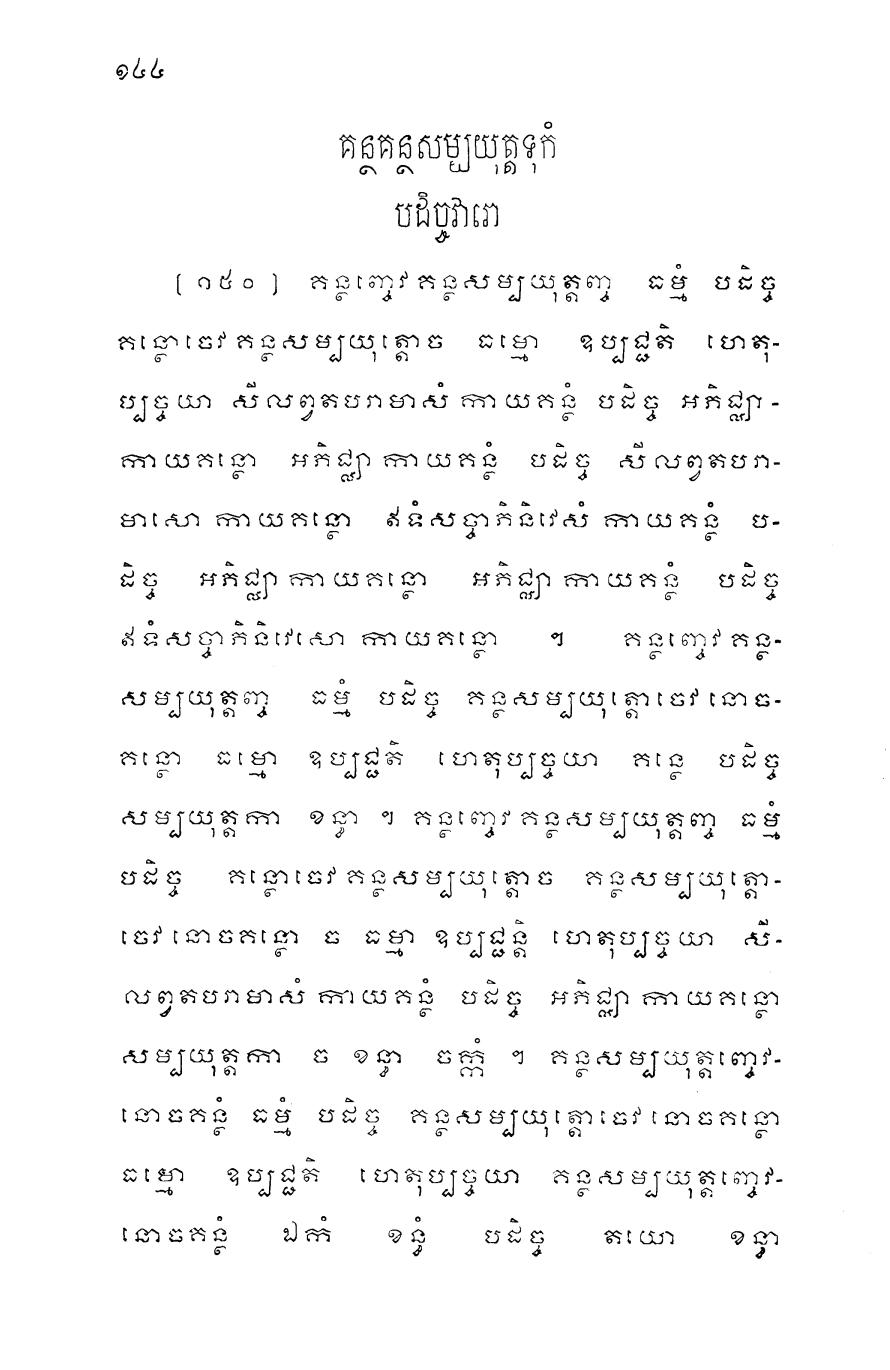 ១៤៤
គន្ថគន្ថសម្បយុត្តទុកំ
បដិច្ចវារោ
[ ១៥០ ] គន្ថញ្ចេវគន្ថសម្បយុត្តញ្ច ធម្មំ បដិច្ច
គន្ថោចេវគន្ថសម្បយុត្តោច ធម្មោ ឧប្បជ្ជតិ ហេតុ-
ប្បច្ចយា សីលព្វតបរាមាសំ កាយគន្ថំ បដិច្ច អភិជ្ឈា-
កាយគន្ថោ អភិជ្ឈាកាយគន្ថំ បដិច្ច សីលព្វតបរា-
មាសោ កាយគន្ថោ ឥទំសច្ចាភិនិវេសំ កាយគន្ថំ ប-
ដិច្ច អភិជ្ឈាកាយគន្ថោ អភិជ្ឈាកាយគន្ថំ បដិច្ច
ឥទំសច្ចាភិនិវេសោ កាយគន្ថោ ។ គន្ថញ្ចេវគន្ថ-
សម្បយុត្តញ្ច ធម្មំ បដិច្ច គន្ថសម្បយុត្តោចេវ នោច-
គន្ថោ ធម្មោ ឧប្បជ្ជតិ ហេតុប្បច្ចយា គន្ថេ បដិច្ច
សម្បយុត្តកា ខន្ធា ។ គន្ថញ្ចេវគន្ថសម្បយុត្តញ្ច ធម្មំ
បដិច្ច គន្ថោចេវគន្ថសម្បយុត្តោច គន្ថសម្បយុត្តោ-
ចេវ នោចគន្ថោ ច ធម្មា ឧប្បជ្ជន្តិ ហេតុប្បច្ចយា សី-
លព្វតបរាមាសំ កាយគន្ថំ បដិច្ច អភិជ្ឈាកាយគន្ថោ
សម្បយុត្តកា ច ខន្ធា ចក្កំ ។ គន្ថសម្បយុត្តញ្ចេវ-
នោចគន្ថំ ធម្មំ បដិច្ច គន្ថសម្បយុត្តោចេវ នោចគន្ថោ
ធម្មោ ឧប្បជ្ជតិ ហេតុប្បច្ចយា គន្ថសម្បយុត្តញ្ចេវ-
នោចគន្ថំ ឯកំ ខន្ធំ បដិច្ច តយោ ខន្ធា